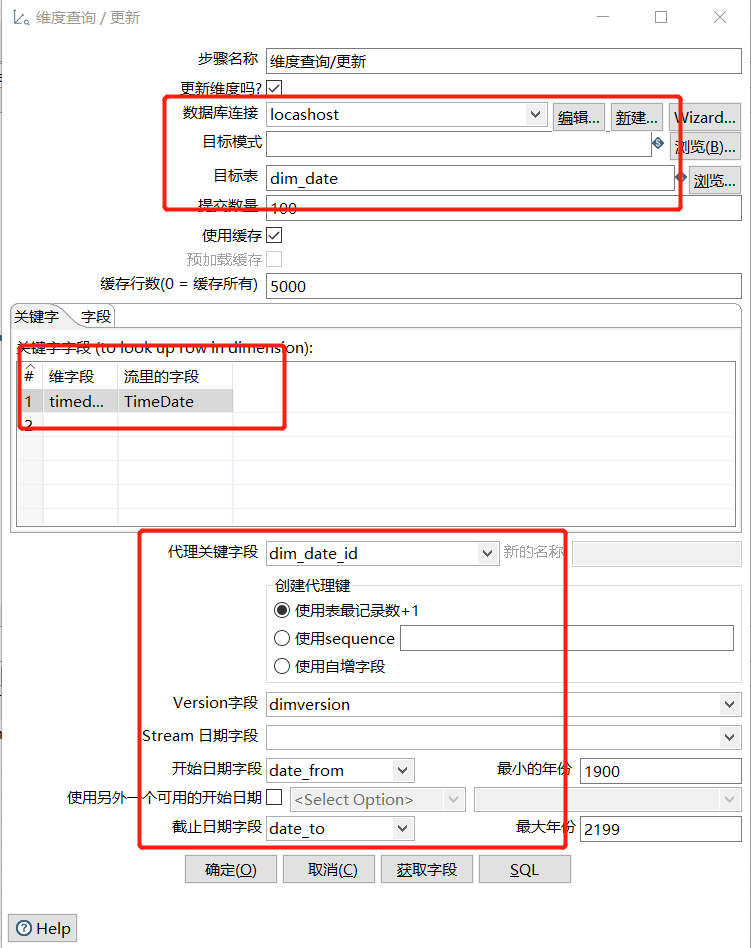 维度查询 / 更新
步骤名称 维度查询/更新
更新维度吗?
数据库连接 locashost 编辑... 新建... Wizard...
目标模式 浏览(B)...
目标表 dim_date 浏览...
提交数量 100
使用缓存
预加载缓存
缓存行数(0 = 缓存所有) 5000
关键字 字段
关键字字段 (to look up row in dimension):
# 维字段 流里的字段
1 timed... TimeDate
2
代理关键字段 dim_date_id 新的名称
创建代理键
使用表最记录数+1
使用sequence
使用自增字段
Version字段 dimversion
Stream 日期字段
开始日期字段 date_from 最小的年份 1900
使用另外一个可用的开始日期 <Select Option>
截止日期字段 date_to 最大年份 2199
确定(O) 取消(C) 获取字段 SQL
Help